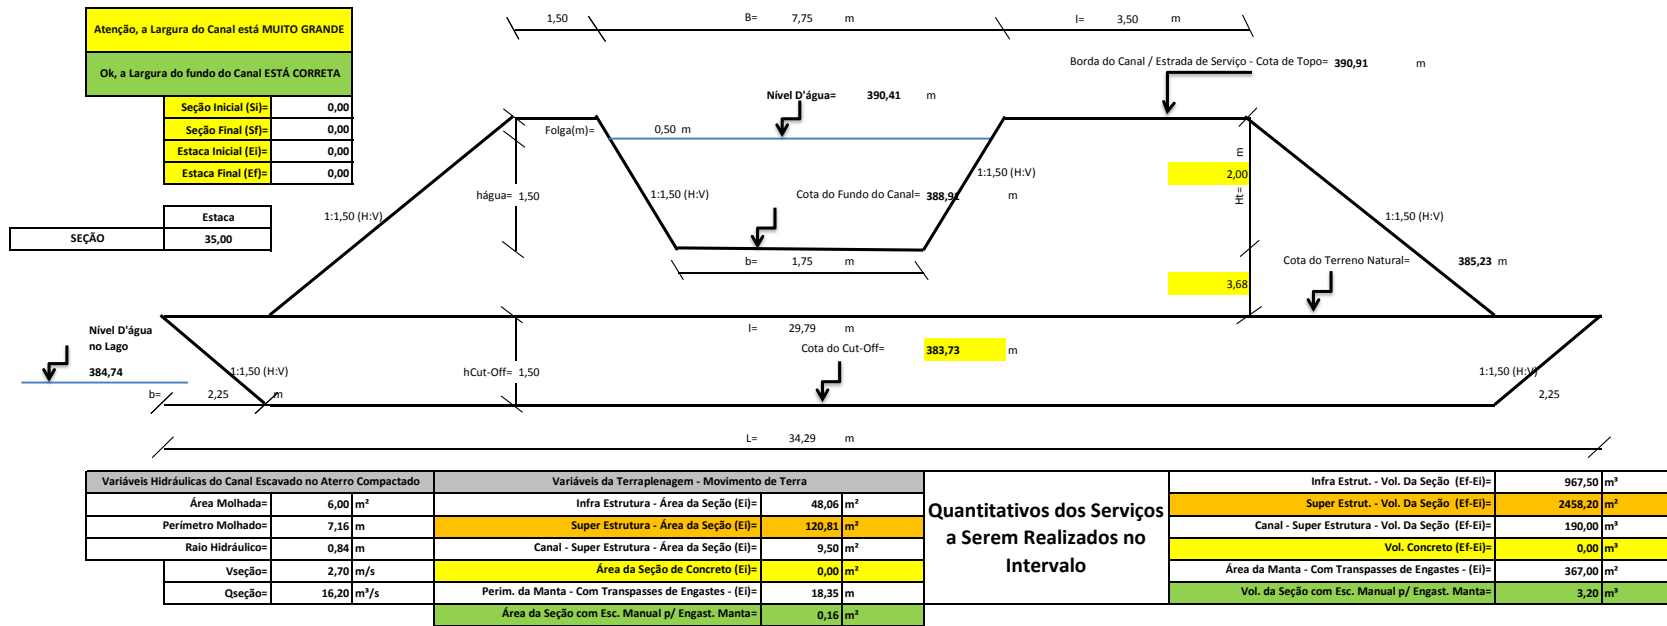 1,50
B= 7,75 m
l= 3,50 m
Atenção, a Largura do Canal está MUITO GRANDE
Ok, a Largura do fundo do Canal ESTÁ CORRETA
Borda do Canal / Estrada de Serviço - Cota de Topo= 390,91 m
Nível D'água= 390,41 m
Seção Inicial (Si)= 0,00
Seção Final (Sf)= 0,00
Estaca Inicial (Ei)= 0,00
Estaca Final (Ef)= 0,00
Folga(m)= 0,50 m
Ht= m
2,00
1:1,50 (H:V)
1:1,50 (H:V)
hágua= 1,50
Cota do Fundo do Canal= 388,91 m
1:1,50 (H:V)
1:1,50 (H:V)
Estaca
SEÇÃO 35,00
b= 1,75 m
Cota do Terreno Natural= 385,23 m
3,68
Nível D'água
no Lago
384,74
l= 29,79 m
Cota do Cut-Off= 383,73 m
1:1,50 (H:V)
hCut-Off= 1,50
1:1,50 (H:V)
b= 2,25 m
2,25
L= 34,29 m
Variáveis Hidráulicas do Canal Escavado no Aterro Compactado
Área Molhada= 6,00 m²
Perímetro Molhado= 7,16 m
Raio Hidráulico= 0,84 m
Vseção= 2,70 m/s
Qseção= 16,20 m³/s
Variáveis da Terraplenagem - Movimento de Terra
Infra Estrutura - Área da Seção (Ei)= 48,06 m²
Super Estrutura - Área da Seção (Ei)= 120,81 m²
Canal - Super Estrutura - Área da Seção (Ei)= 9,50 m²
Área da Seção de Concreto (Ei)= 0,00 m²
Perim. da Manta - Com Transpasses de Engastes - (Ei)= 18,35 m
Área da Seção com Esc. Manual p/ Engast. Manta= 0,16 m²
Quantitativos dos Serviços
a Serem Realizados no
Intervalo
Infra Estrut. - Vol. Da Seção (Ef-Ei)= 967,50 m³
Super Estrut. - Vol. Da Seção (Ef-Ei)= 2458,20 m²
Canal - Super Estrutura - Vol. Da Seção (Ef-Ei)= 190,00 m³
Vol. Concreto (Ef-Ei)= 0,00 m³
Área da Manta - Com Transpasses de Engastes - (Ei)= 367,00 m²
Vol. da Seção com Esc. Manual p/ Engast. Manta= 3,20 m³